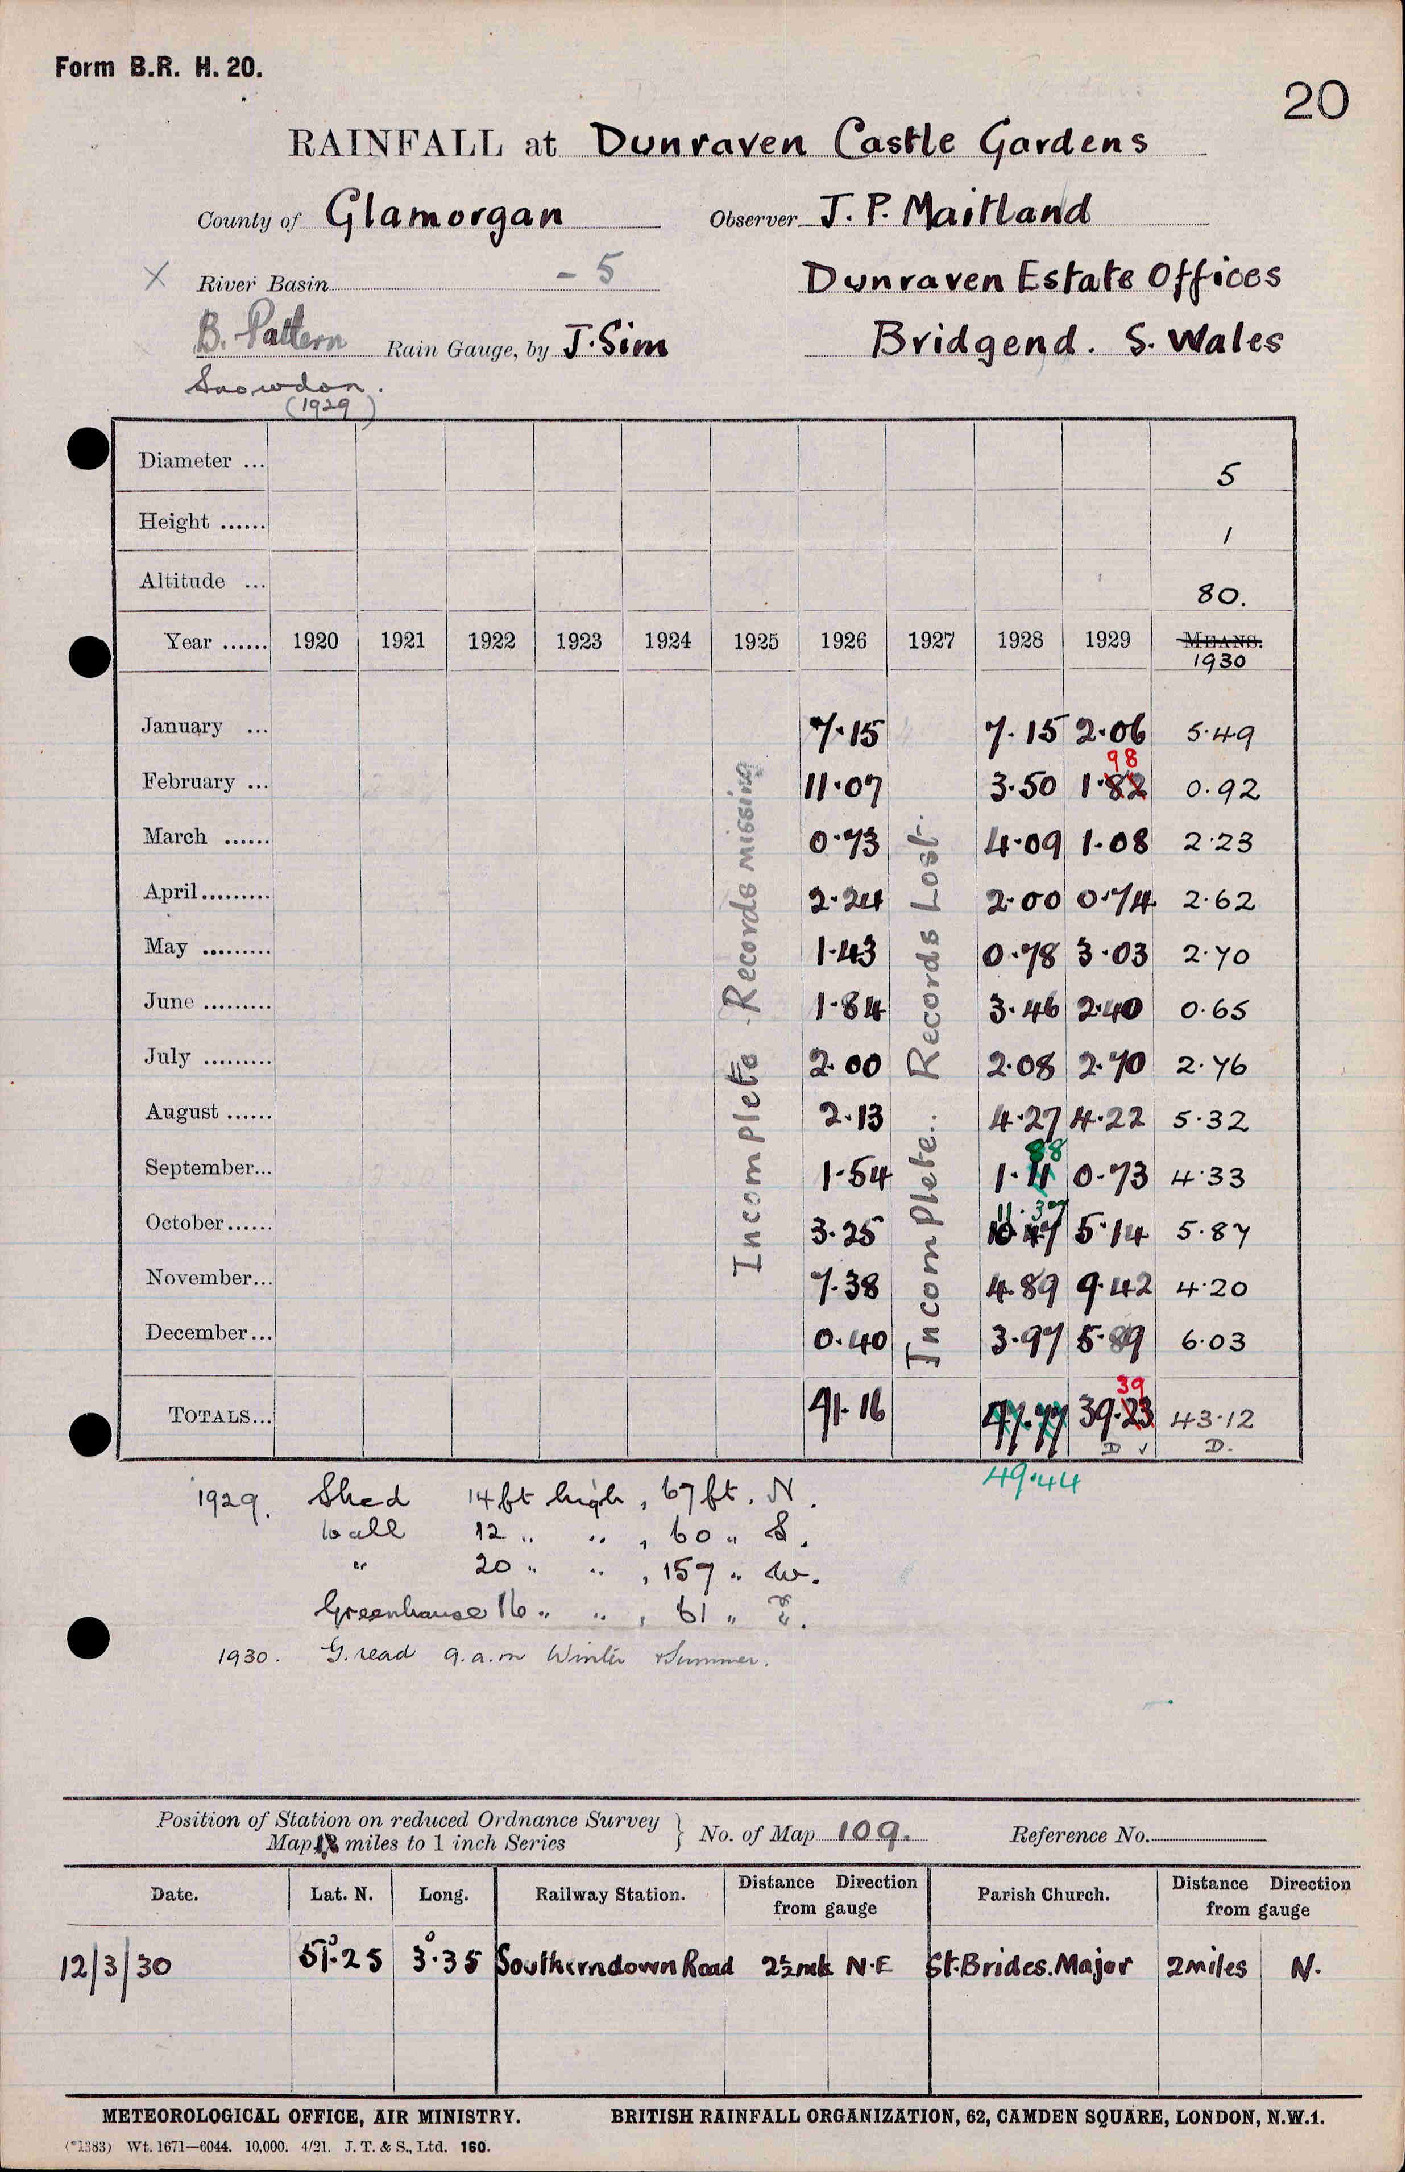 Form B.R. H. 20.
20
RAINFALL at Dunraven Castle Gardens
County of Glamorgan Observer J. P. Maitland
River Basin - 5 Dunraven Estate Offices
B. Pattern Rain Gauge, by J. Sim Bridgend. S. Wales
Snowdon.
(1929)
Diameter ... 5
Height ...... 1
Altitude ... 80.
Year ...... 1920 1921 1922 1923 1924 1925 1926 1927 1928 1929 MEANS.
1930
Incomplete Records missing
Incomplete.. Records Lost.
January ... 7.15 7.15 2.06 5.49
98
February ... 11.07 3.50 1.82 0.92
March ...... 0.73 4.09 1.08 2.23
April......... 2.24 2.00 0.74 2.62
May ......... 1.43 0.78 3.03 2.70
June ......... 1.84 3.46 2.40 0.65
July ......... 2.00 2.08 2.70 2.76
August ...... 2.13 4.27 4.22 5.32
88
September... 1.54 1.11 0.73 4.33
11.37
October...... 3.25 10.47 5.14 5.87
November... 7.38 4.89 9.42 4.20
December... 0.40 3.97 5.89 6.03
39
TOTALS... 41.16 47.77 39.23 43.12
D ✓ D.
49.44
1929. Shed 14 ft high, 67 ft. N.
Wall 12 " ", 60 " S.
" 20 " ", 157 " W.
Greenhouse 16 " ", 61 " E.
1930. G. read 9.a.m Winter & Summer.
Position of Station on reduced Ordnance Survey
Map 12 miles to 1 inch Series } No. of Map 109. Reference No.
Date. Lat. N. Long. Railway Station. Distance Direction from gauge Parish Church. Distance Direction from gauge
12/3/30 51°.25 3°.35 Southerndown Road 2½ mls N.E St. Brides. Major 2 miles N.
METEOROLOGICAL OFFICE, AIR MINISTRY. BRITISH RAINFALL ORGANIZATION, 62, CAMDEN SQUARE, LONDON, N.W.1.
(*1383) Wt. 1671—6044. 10,000. 4/21. J. T. & S., Ltd. 160.